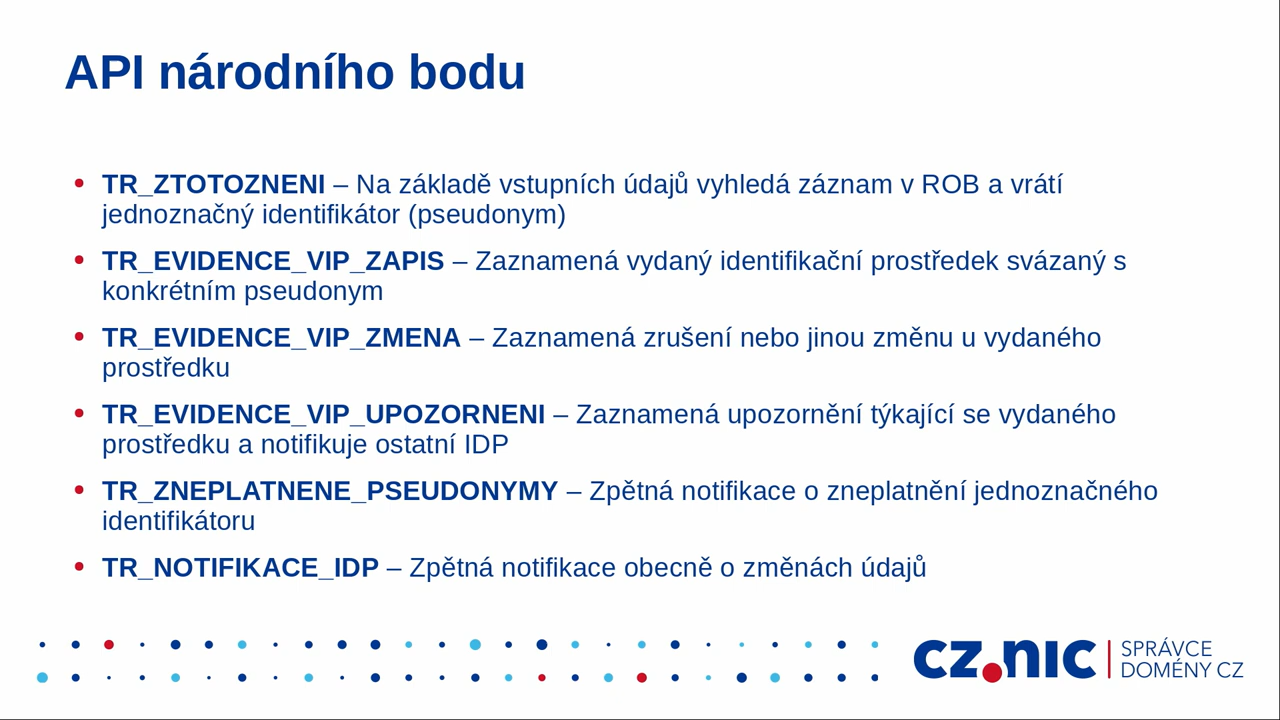 API národního bodu
• TR_ZTOTOZNENI – Na základě vstupních údajů vyhledá záznam v ROB a vrátí
jednoznačný identifikátor (pseudonym)
• TR_EVIDENCE_VIP_ZAPIS – Zaznamená vydaný identifikační prostředek svázaný s
konkrétním pseudonym
• TR_EVIDENCE_VIP_ZMENA – Zaznamená zrušení nebo jinou změnu u vydaného
prostředku
• TR_EVIDENCE_VIP_UPOZORNENI – Zaznamená upozornění týkající se vydaného
prostředku a notifikuje ostatní IDP
• TR_ZNEPLATNENE_PSEUDONYMY – Zpětná notifikace o zneplatnění jednoznačného
identifikátoru
• TR_NOTIFIKACE_IDP – Zpětná notifikace obecně o změnách údajů
cz.nic
SPRÁVCE
DOMÉNY CZ